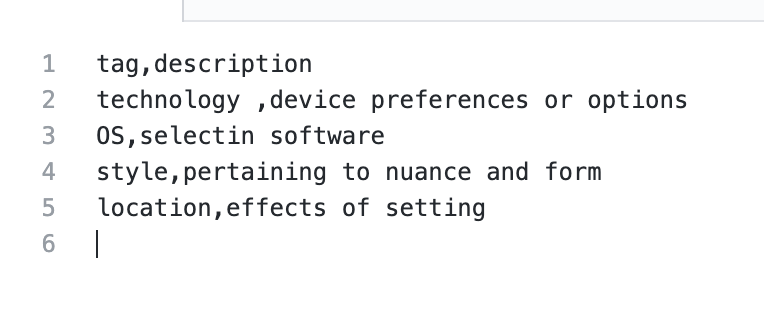 1 tag,description
2 technology ,device preferences or options
3 OS,selectin software
4 style,pertaining to nuance and form
5 location,effects of setting
6